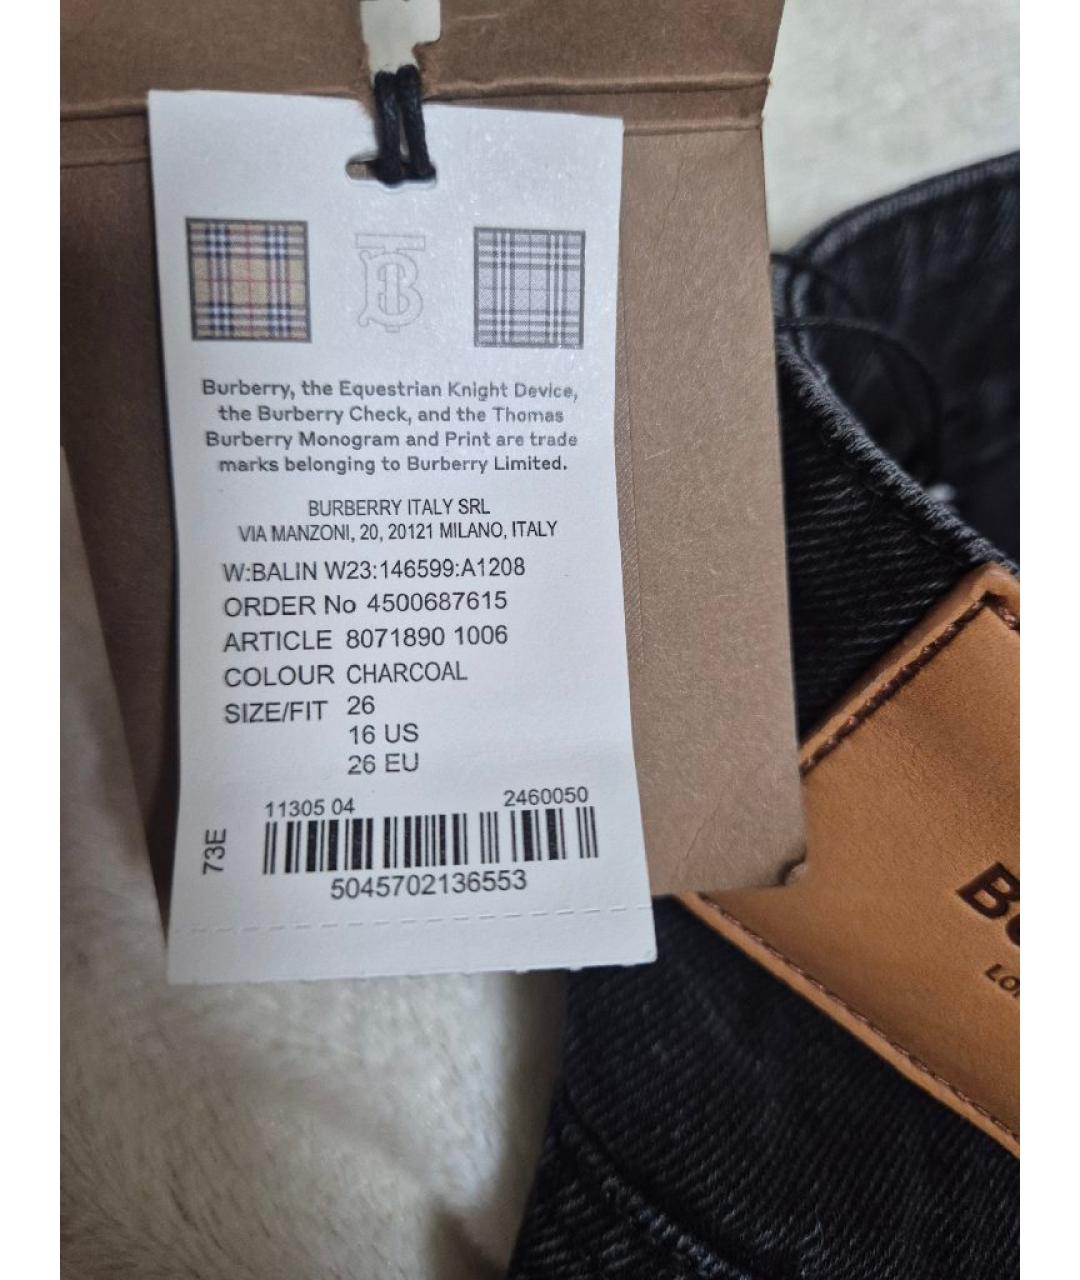 Burberry, the Equestrian Knight Device,
the Burberry Check, and the Thomas
Burberry Monogram and Print are trade
marks belonging to Burberry Limited.
BURBERRY ITALY SRL
VIA MANZONI, 20, 20121 MILANO, ITALY
W:BALIN W23:146599:A1208
ORDER No 4500687615
ARTICLE 8071890 1006
COLOUR CHARCOAL
SIZE/FIT 26
16 US
26 EU
11305 04 2460050
73E
5045702136553